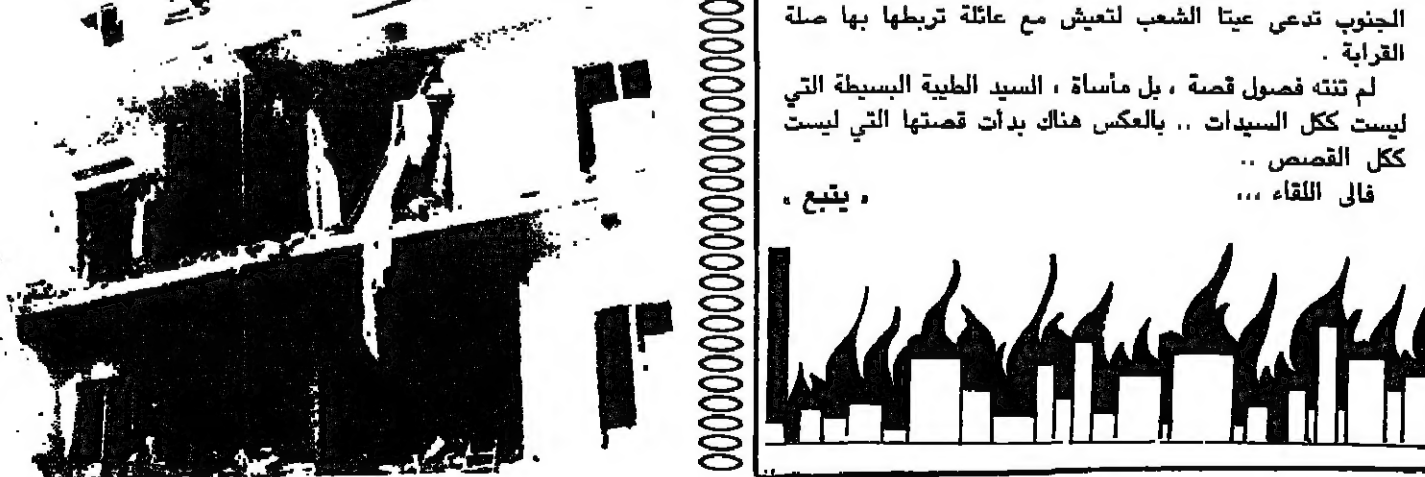 الجنوب تدعى عيتا الشعب لتعيش مع عائلة تربطها بها صلة
القرابة .
لم تنته فصول قصة ، بل مأساة ، السيد الطيبة البسيطة التي
ليست ككل السيدات .. بالعكس هناك بدأت قصتها التي ليست
ككل القصص ..
فالى اللقاء ...
« يتبع »